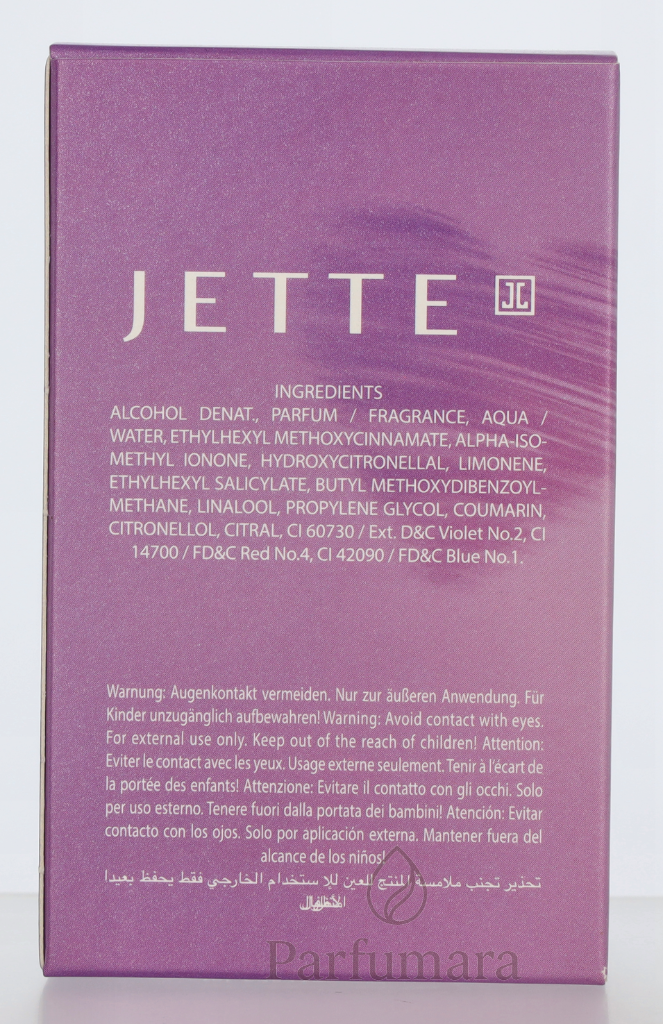 JETTE JJ
INGREDIENTS
ALCOHOL DENAT., PARFUM / FRAGRANCE, AQUA /
WATER, ETHYLHEXYL METHOXYCINNAMATE, ALPHA-ISO-
METHYL IONONE, HYDROXYCITRONELLAL, LIMONENE,
ETHYLHEXYL SALICYLATE, BUTYL METHOXYDIBENZOYL-
METHANE, LINALOOL, PROPYLENE GLYCOL, COUMARIN,
CITRONELLOL, CITRAL, CI 60730 / Ext. D&C Violet No.2, CI
14700 / FD&C Red No.4, CI 42090 / FD&C Blue No.1.
Warnung: Augenkontakt vermeiden. Nur zur äußeren Anwendung. Für
Kinder unzugänglich aufbewahren! Warning: Avoid contact with eyes.
For external use only. Keep out of the reach of children! Attention:
Eviter le contact avec les yeux. Usage externe seulement. Tenir à l'écart de
la portée des enfants! Attenzione: Evitare il contatto con gli occhi. Solo
per uso esterno. Tenere fuori dalla portata dei bambini! Atención: Evitar
contacto con los ojos. Solo por aplicación externa. Mantener fuera del
alcance de los niños!
تحذير تجنب ملامسة المنتج للعين للإ ستخدام الخارجي فقط يحفظ بعيدا
Parfumara